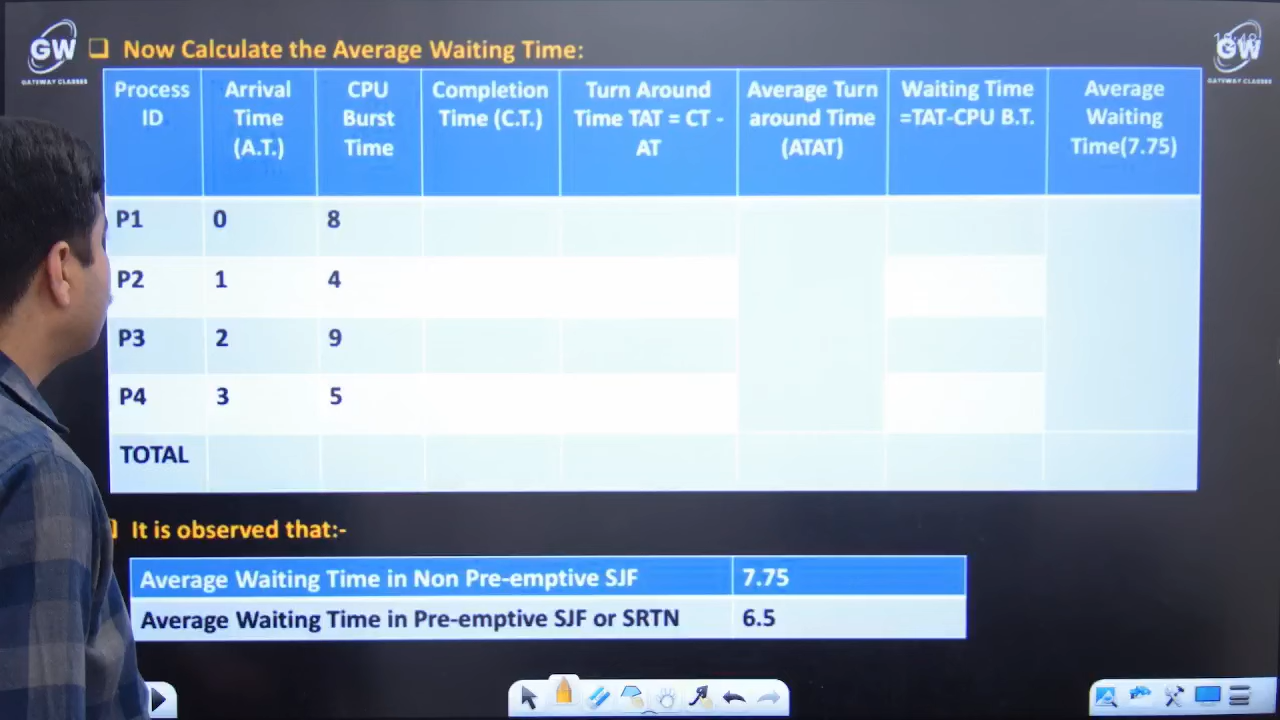 GW
GATEWAY CLASSES
Now Calculate the Average Waiting Time:
GW
GATEWAY CLASSES
Process ID
Arrival Time (A.T.)
CPU Burst Time
Completion Time (C.T.)
Turn Around Time TAT = CT - AT
Average Turn around Time (ATAT)
Waiting Time =TAT-CPU B.T.
Average Waiting Time(7.75)
P1 0 8
P2 1 4
P3 2 9
P4 3 5
TOTAL
It is observed that:-
Average Waiting Time in Non Pre-emptive SJF 7.75
Average Waiting Time in Pre-emptive SJF or SRTN 6.5